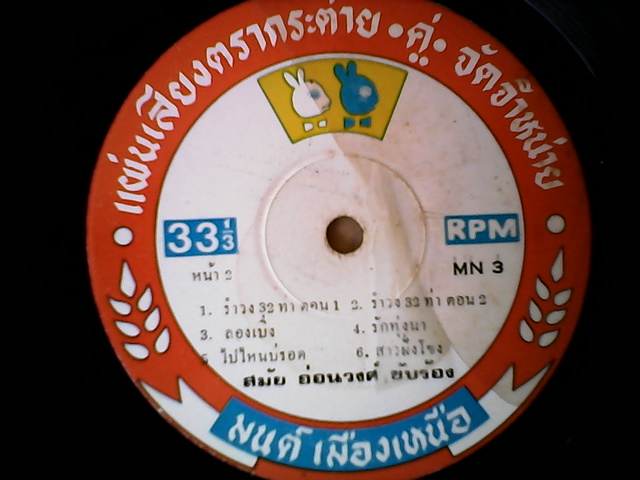 แผ่นเสียงตรากระต่าย • คู่ • จัดจำหน่าย
33 1/3
RPM
หน้า 2
MN 3
1. รำวง 32 ท่า ตอน 1 2. รำวง 32 ท่า ตอน 2
3. ลองเบิ่ง 4. รักทุ่งนา
5 ไปไหนบ่รอด 6. สาวฝั่งโขง
สมัย อ่อนวงศ์ ขับร้อง
มนต์ เมืองเหนือ